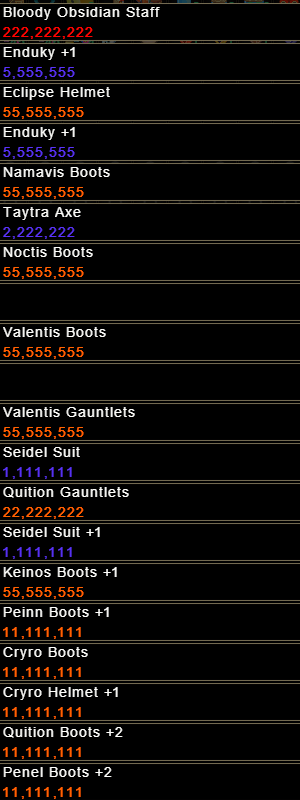 Bloody Obsidian Staff
222,222,222
Enduky +1
5,555,555
Eclipse Helmet
55,555,555
Enduky +1
5,555,555
Namavis Boots
55,555,555
Taytra Axe
2,222,222
Noctis Boots
55,555,555
Valentis Boots
55,555,555
Valentis Gauntlets
55,555,555
Seidel Suit
1,111,111
Quition Gauntlets
22,222,222
Seidel Suit +1
1,111,111
Keinos Boots +1
55,555,555
Peinn Boots +1
11,111,111
Cryro Boots
11,111,111
Cryro Helmet +1
11,111,111
Quition Boots +2
11,111,111
Penel Boots +2
11,111,111